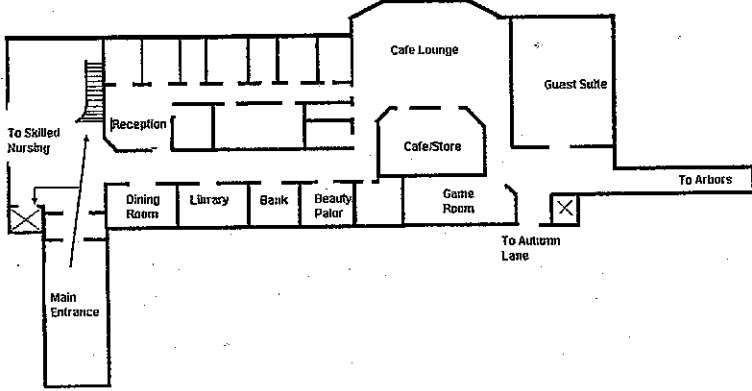 Cafe Lounge
Guest Suite
Reception
To Skilled
Nursing
Cafe/Store
To Arbors
Dining
Room
Library
Bank
Beauty
Palor
Game
Room
To Autumn
Lane
Main
Entrance